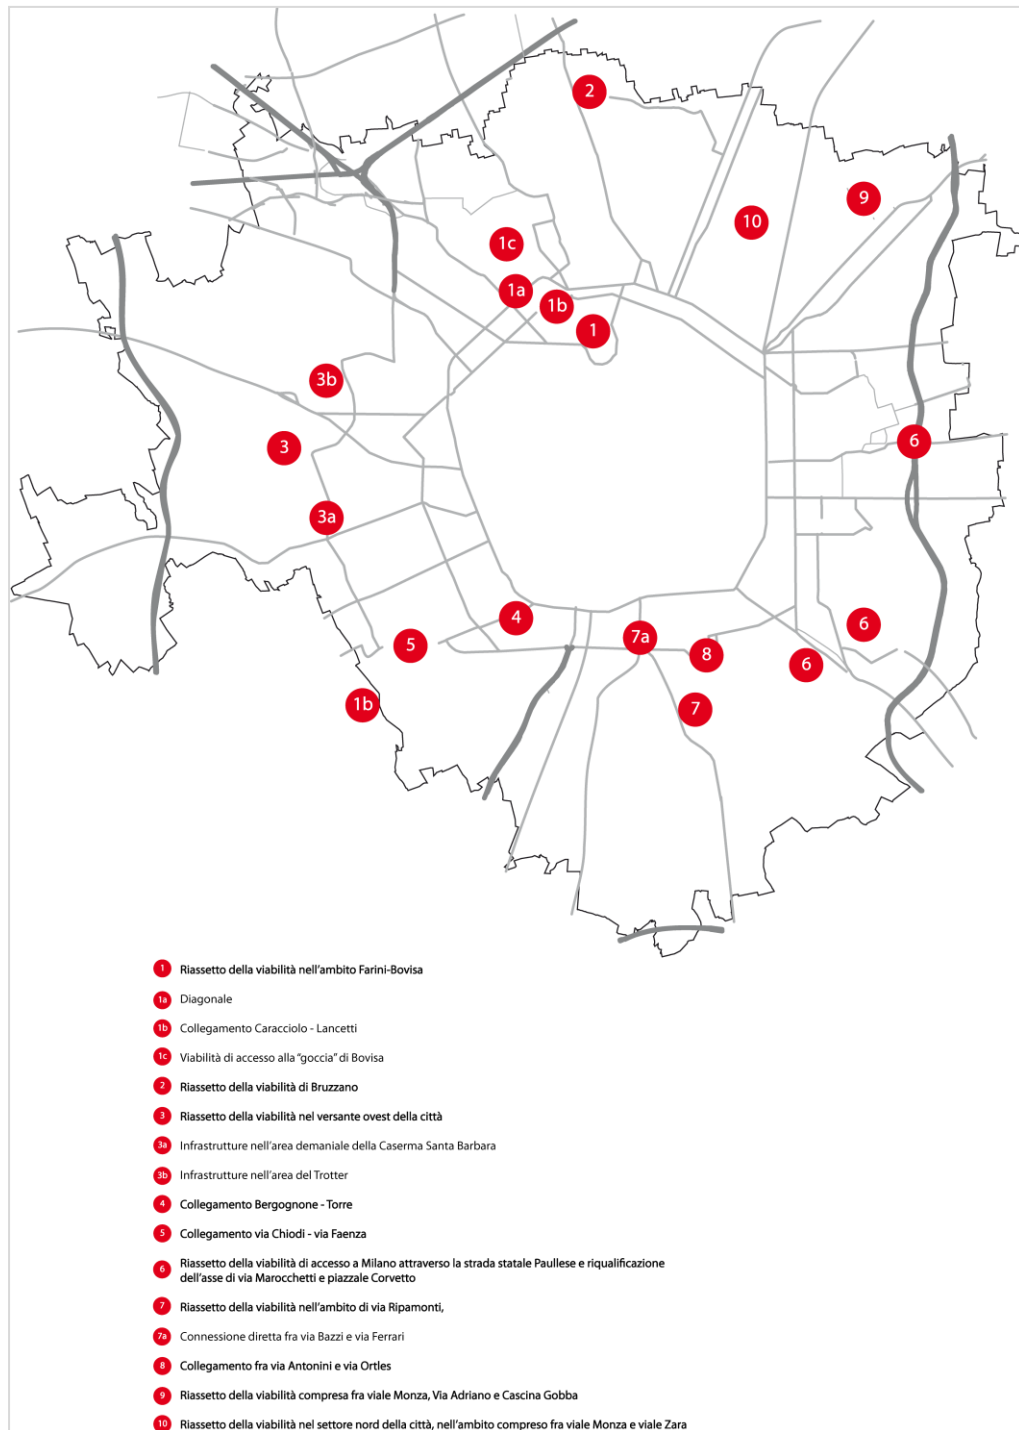 2
9
10
1c
1a
1b
1
3b
3
6
3a
4
7a
6
5
8
6
1b
7
1 Riassetto della viabilità nell'ambito Farini-Bovisa
1a Diagonale
1b Collegamento Caracciolo - Lancetti
1c Viabilità di accesso alla "goccia" di Bovisa
2 Riassetto della viabilità di Bruzzano
3 Riassetto della viabilità nel versante ovest della città
3a Infrastrutture nell'area demaniale della Caserma Santa Barbara
3b Infrastrutture nell'area del Trotter
4 Collegamento Bergognone - Torre
5 Collegamento via Chiodi - via Faenza
6 Riassetto della viabilità di accesso a Milano attraverso la strada statale Paullese e riqualificazione
dell'asse di via Marocchetti e piazzale Corvetto
7 Riassetto della viabilità nell'ambito di via Ripamonti,
7a Connessione diretta fra via Bazzi e via Ferrari
8 Collegamento fra via Antonini e via Ortles
9 Riassetto della viabilità compresa fra viale Monza, Via Adriano e Cascina Gobba
10 Riassetto della viabilità nel settore nord della città, nell'ambito compreso fra viale Monza e viale Zara